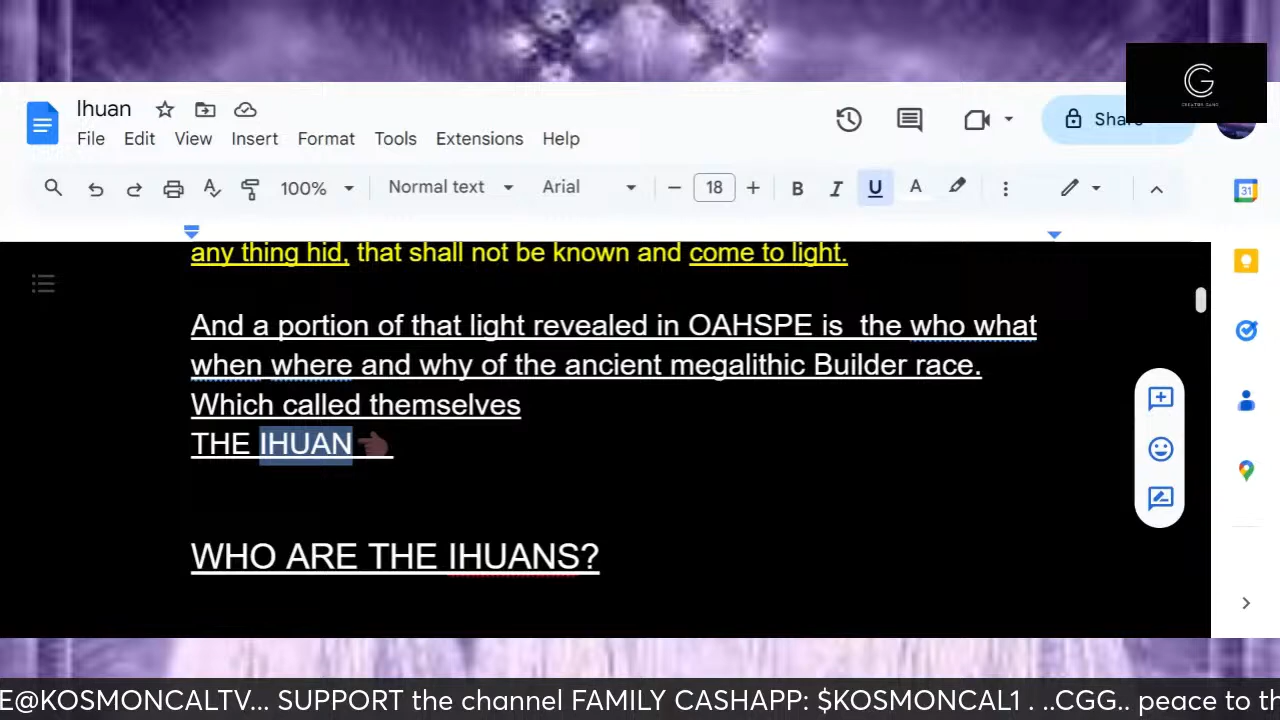 Ihuan
File Edit View Insert Format Tools Extensions Help
100% Normal text Arial 18 B I U A
31
G
CREATOR GANG
any thing hid, that shall not be known and come to light.
And a portion of that light revealed in OAHSPE is  the who what
when where and why of the ancient megalithic Builder race.
Which called themselves
THE IHUAN
WHO ARE THE IHUANS?
E@KOSMONCALTV... SUPPORT the channel FAMILY CASHAPP: $KOSMONCAL1 . ..CGG.. peace to th